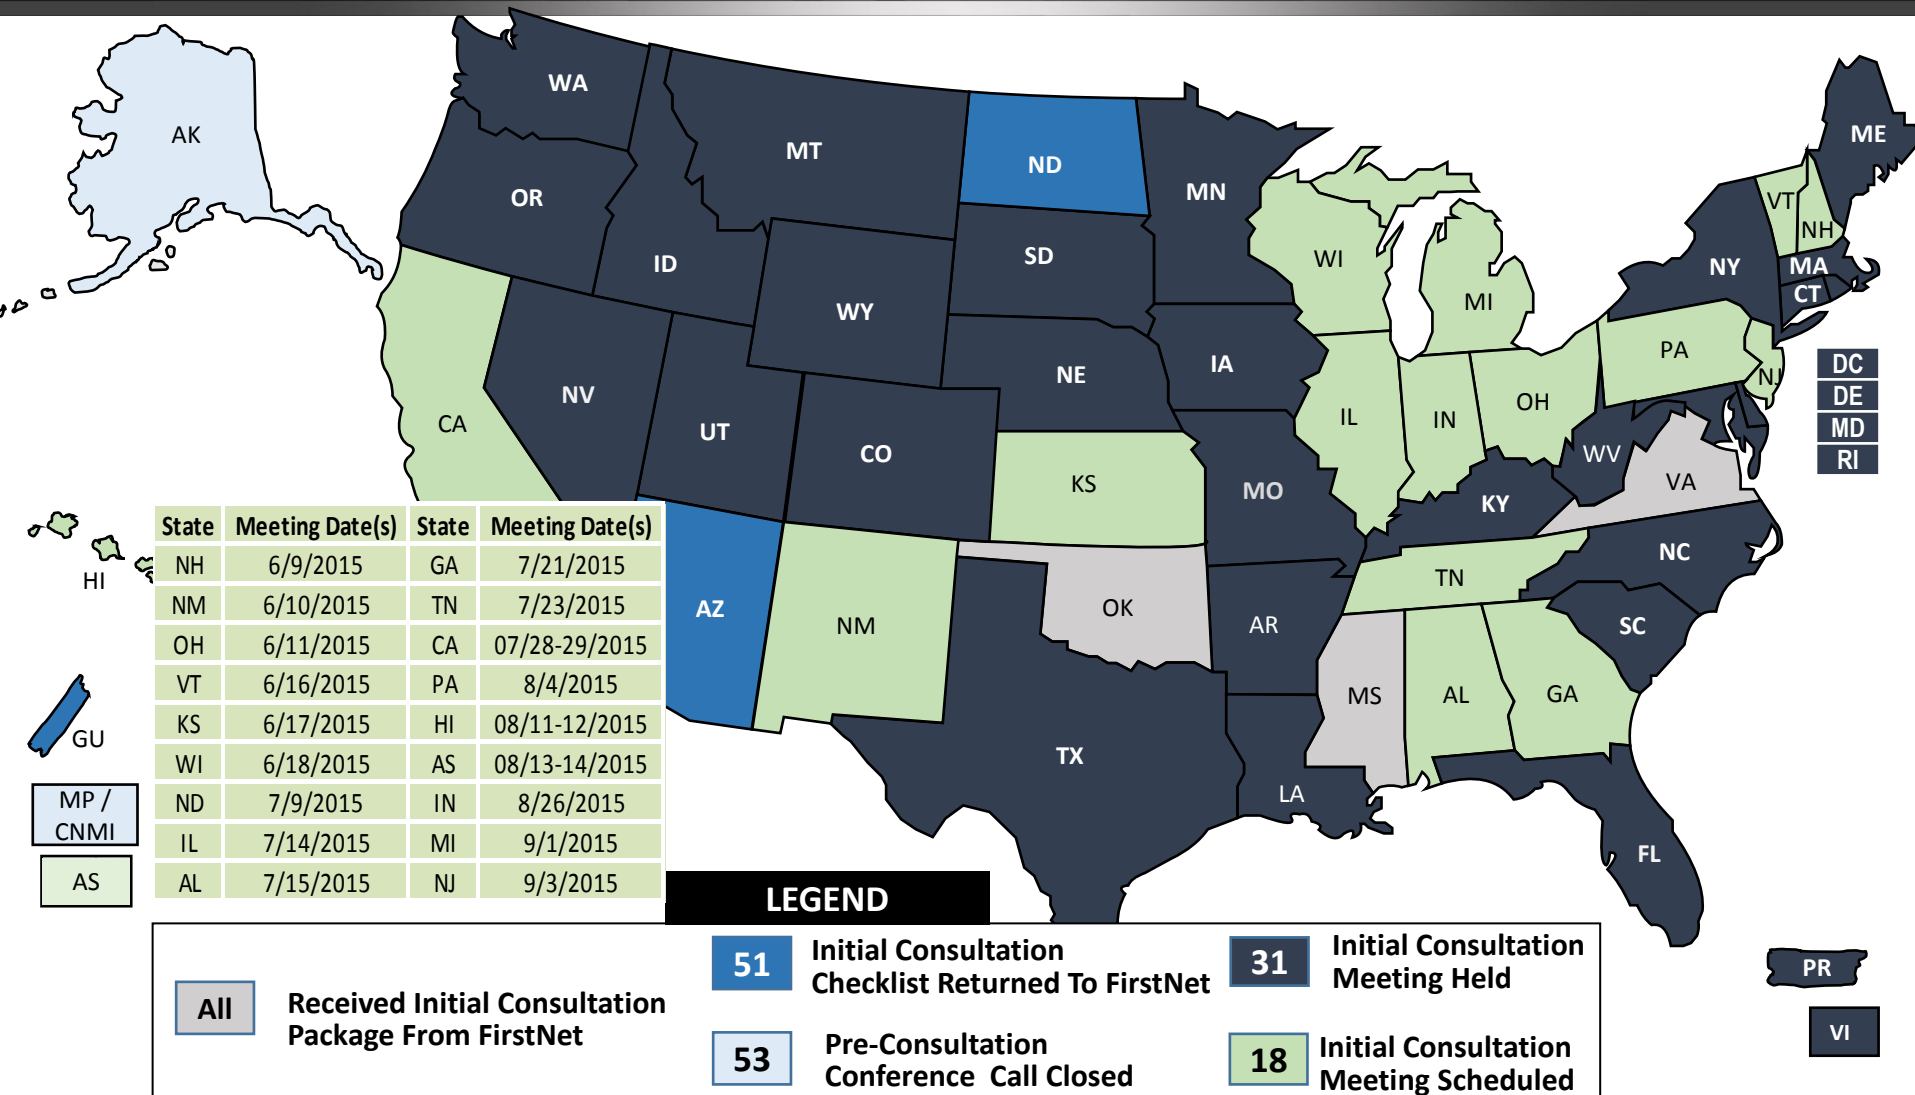 WA
AK
MT
ND
MN
ME
OR
ID
SD
WI
VT
NH
NY
MA
CT
MI
WY
NE
IA
PA
NJ
DC
DE
MD
RI
CA
NV
UT
CO
KS
MO
IL
IN
OH
WV
VA
KY
NC
TN
HI
AZ
NM
OK
AR
SC
MS
AL
GA
TX
LA
FL
GU
MP /
CNMI
AS
PR
VI
State Meeting Date(s) State Meeting Date(s)
NH 6/9/2015 GA 7/21/2015
NM 6/10/2015 TN 7/23/2015
OH 6/11/2015 CA 07/28-29/2015
VT 6/16/2015 PA 8/4/2015
KS 6/17/2015 HI 08/11-12/2015
WI 6/18/2015 AS 08/13-14/2015
ND 7/9/2015 IN 8/26/2015
IL 7/14/2015 MI 9/1/2015
AL 7/15/2015 NJ 9/3/2015
LEGEND
All
Received Initial Consultation
Package From FirstNet
51
Initial Consultation
Checklist Returned To FirstNet
53
Pre-Consultation
Conference Call Closed
31
Initial Consultation
Meeting Held
18
Initial Consultation
Meeting Scheduled